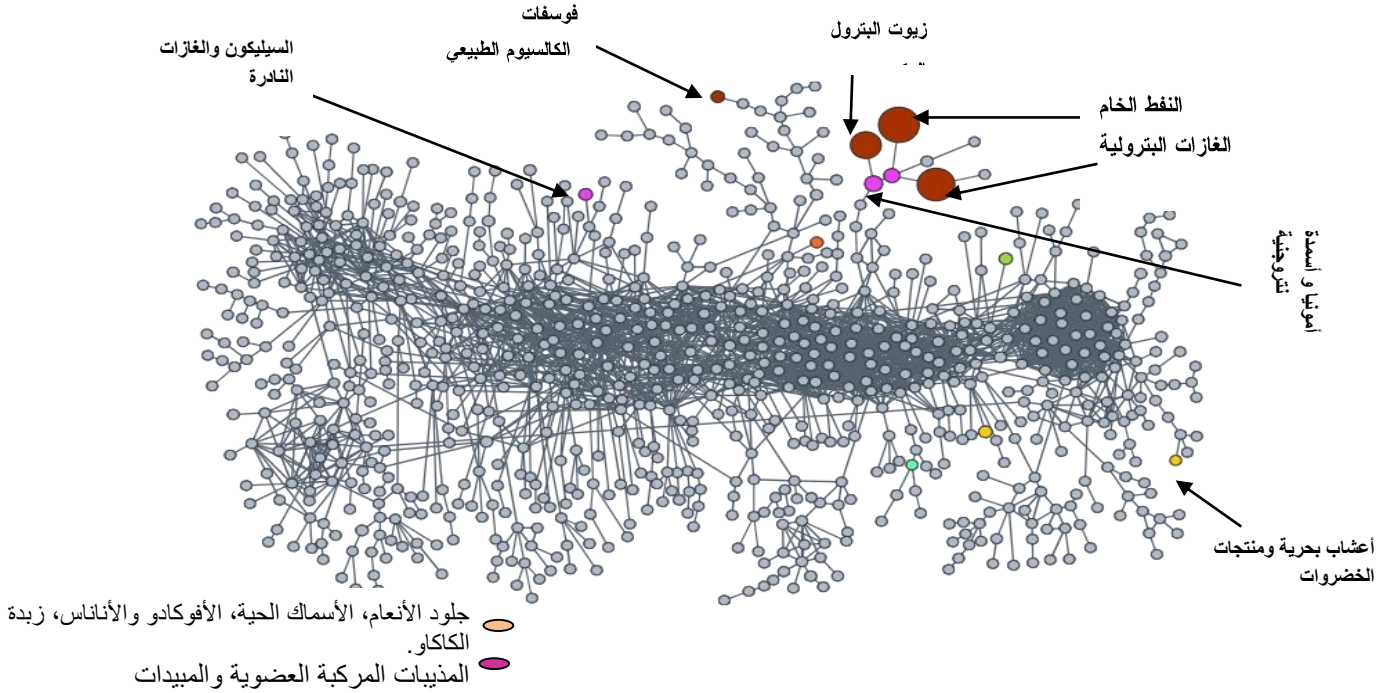 فوسفات
الكالسيوم الطبيعي
زيوت البترول
السيليكون والغازات
النادرة
النفط الخام
الغازات البترولية
أمونيا و أسمدة
نتروجنية
أعشاب بحرية ومنتجات
الخضروات
جلود الأنعام، الأسماك الحية، الأفوكادو والأناناس، زبدة
الكاكاو.
المذيبات المركبة العضوية والمبيدات